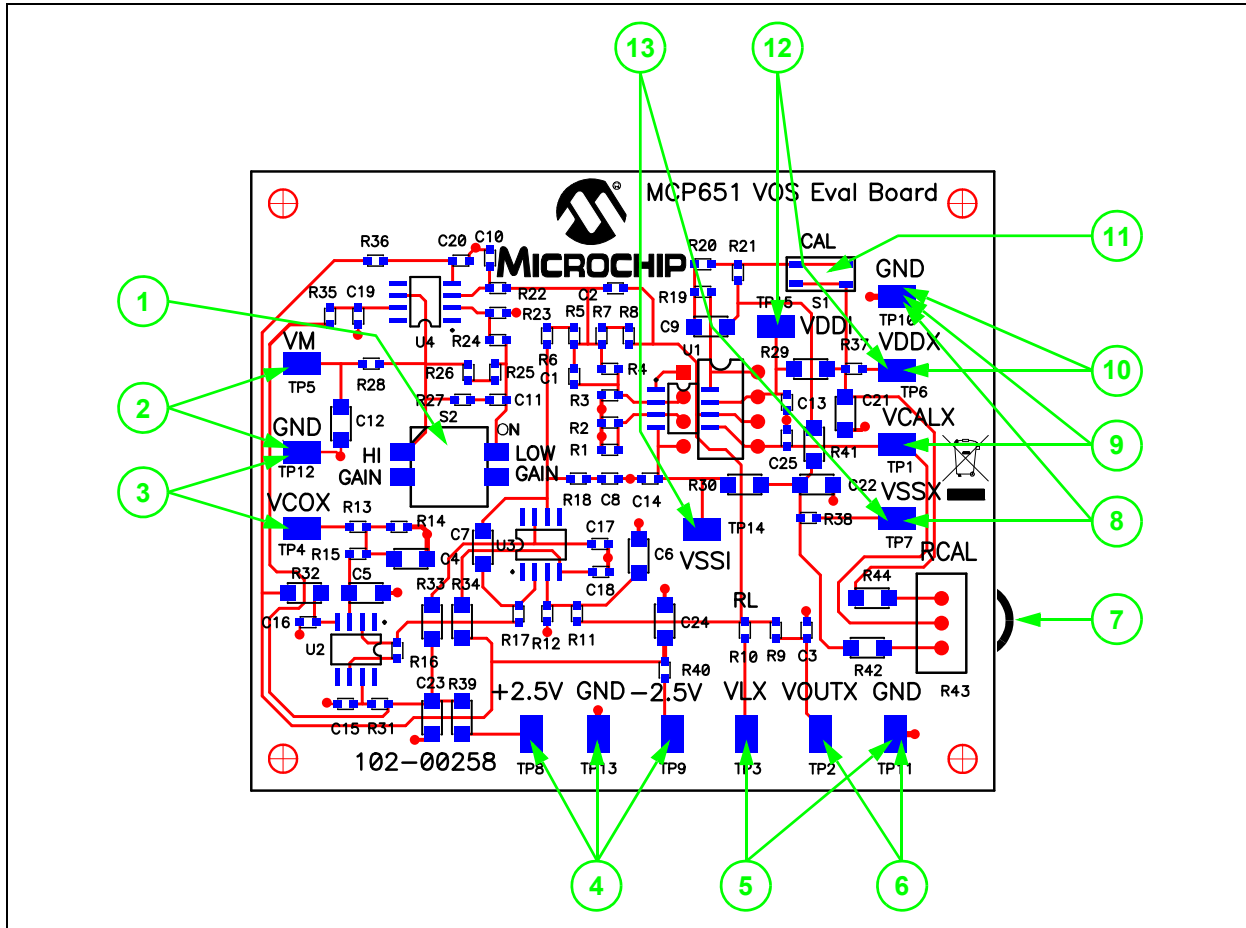 13
12
MCP651 VOS Eval Board
MICROCHIP
®
R36
C20
C10
R20
R21
CAL
11
GND
1
R35
C19
U4
R22
R23
R24
C2
R5
R7
R8
R19
C9
TP15
S1
TP10
VDDI
VDDX
VM
TP5
R28
R26
R25
R6
C1
R4
U1
R29
R37
TP6
10
2
C12
R27
C11
S2
R3
C13
C21
VCALX
GND
TP12
HI
GAIN
ON
LOW
GAIN
R2
R1
C25
R41
TP1
9
3
VCOX
TP4
R13
R14
C7
R18
C8
C14
R30
C22
VSSX
8
R15
C4
U3
C17
C6
TP14
R38
TP7
VSSI
RCAL
R32
C5
R33
R34
C18
R44
C16
U2
R16
R17
R12
R11
C24
RL
R10
R9
C3
R42
7
C23
R39
R40
R43
+2.5V
GND
-2.5V
VLX
VOUTX
GND
C15
R31
102-00258
TP8
TP13
TP9
TP3
TP2
TP11
4
5
6